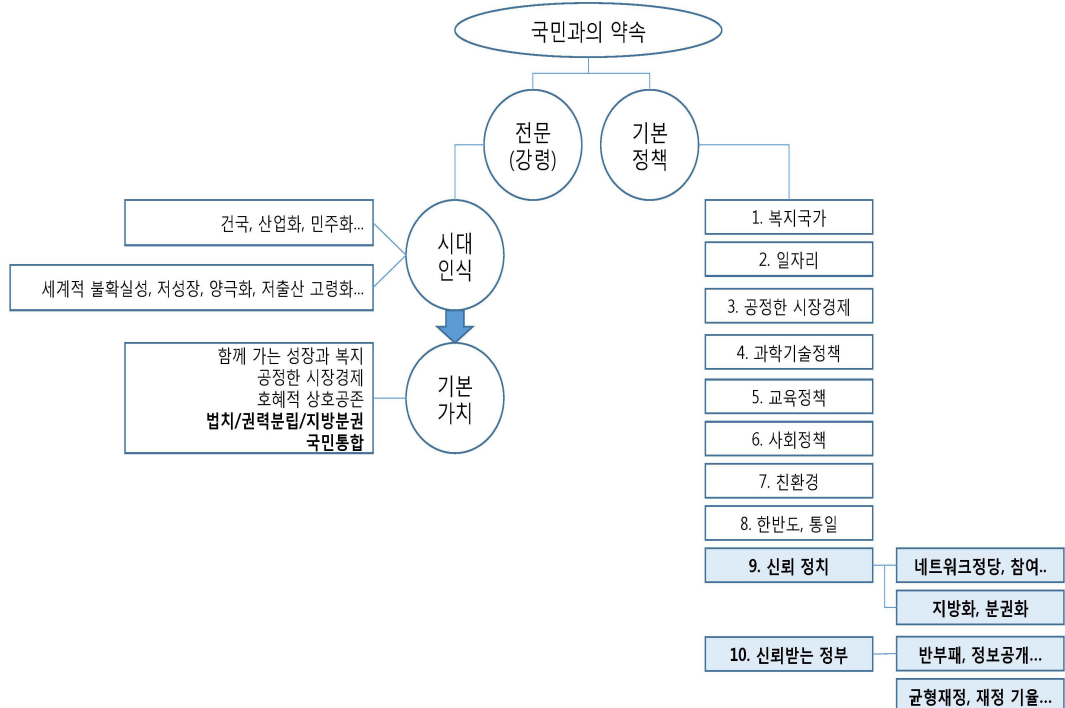 국민과의 약속
전문
(강령)
기본
정책
시대
인식
건국, 산업화, 민주화...
세계적 불확실성, 저성장, 양극화, 저출산 고령화...
기본
가치
함께 가는 성장과 복지
공정한 시장경제
호혜적 상호공존
법치/권력분립/지방분권
국민통합
1. 복지국가
2. 일자리
3. 공정한 시장경제
4. 과학기술정책
5. 교육정책
6. 사회정책
7. 친환경
8. 한반도, 통일
9. 신뢰 정치
네트워크정당, 참여..
지방화, 분권화
10. 신뢰받는 정부
반부패, 정보공개...
균형재정, 재정 기율...